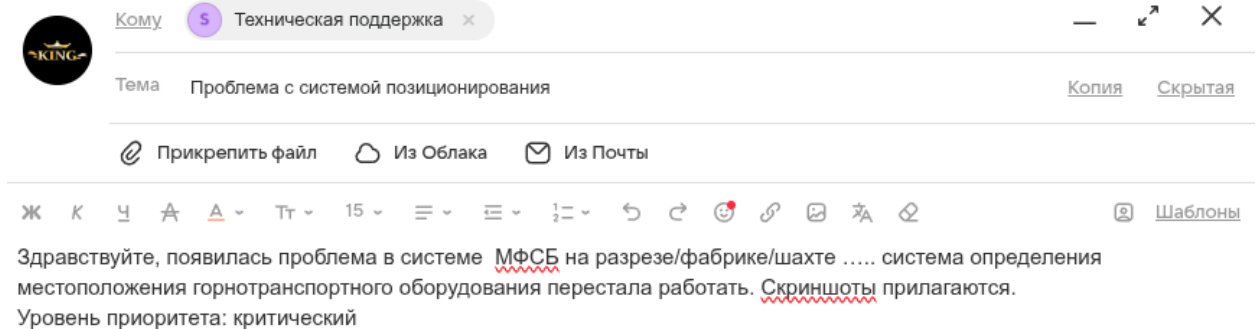 Кому S Техническая поддержка ×
KING
Тема Проблема с системой позиционирования Копия Скрытая
Прикрепить файл Из Облака Из Почты
Ж К Ч А А Тт 15 Шаблоны
Здравствуйте, появилась проблема в системе МФСБ на разрезе/фабрике/шахте ….. система определения
местоположения горнотранспортного оборудования перестала работать. Скриншоты прилагаются.
Уровень приоритета: критический